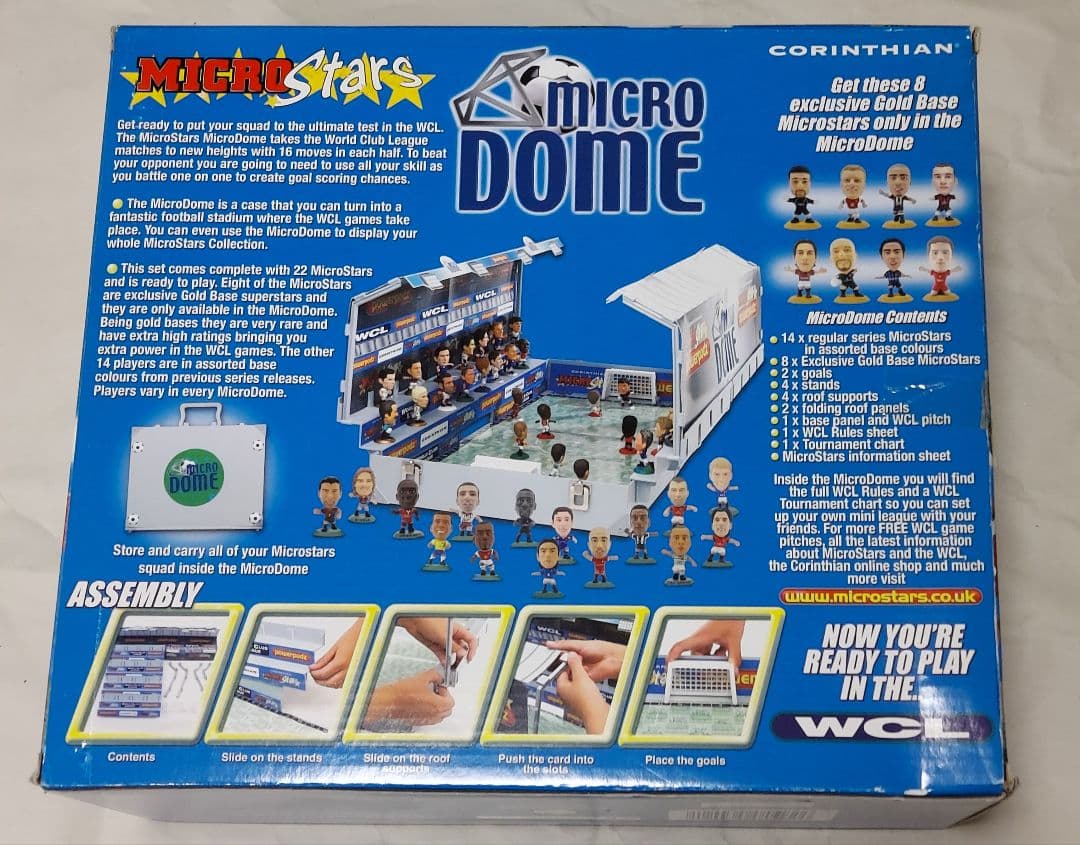 MICROStars
Get ready to put your squad to the ultimate test in the WCL.
The MicroStars MicroDome takes the World Club League
matches to new heights with 16 moves in each half. To beat
your opponent you are going to need to use all your skill as
you battle one on one to create goal scoring chances.
The MicroDome is a case that you can turn into a
fantastic football stadium where the WCL games take
place. You can even use the MicroDome to display your
whole MicroStars Collection.
This set comes complete with 22 MicroStars
and is ready to play. Eight of the MicroStars
are exclusive Gold Base superstars and
they are only available in the MicroDome.
Being gold bases they are very rare and
have extra high ratings bringing you
extra power in the WCL games. The other
14 players are in assorted base
colours from previous series releases.
Players vary in every MicroDome.
MICRO
DOME
CORINTHIAN
Get these 8
exclusive Gold Base
Microstars only in the
MicroDome
MicroDome Contents
14 x regular series MicroStars
in assorted base colours
8 x Exclusive Gold Base MicroStars
2 x goals
4 x stands
4 x roof supports
2 x folding roof panels
1 x base panel and WCL pitch
1 x WCL Rules sheet
1 x Tournament chart
MicroStars information sheet
Inside the MicroDome you will find
the full WCL Rules and a WCL
Tournament chart so you can set
up your own mini league with your
friends. For more FREE WCL game
pitches, all the latest information
about MicroStars and the WCL,
the Corinthian online shop and much
more visit
www.microstars.co.uk
WCL
WCL
WCL
MICRO
DOME
MICRO
DOME
Store and carry all of your Microstars
squad inside the MicroDome
ASSEMBLY
powerpodz
WCL
Contents
Slide on the stands
Slide on the roof
supports
Push the card into
the slots
Place the goals
NOW YOU'RE
READY TO PLAY
IN THE...
WCL